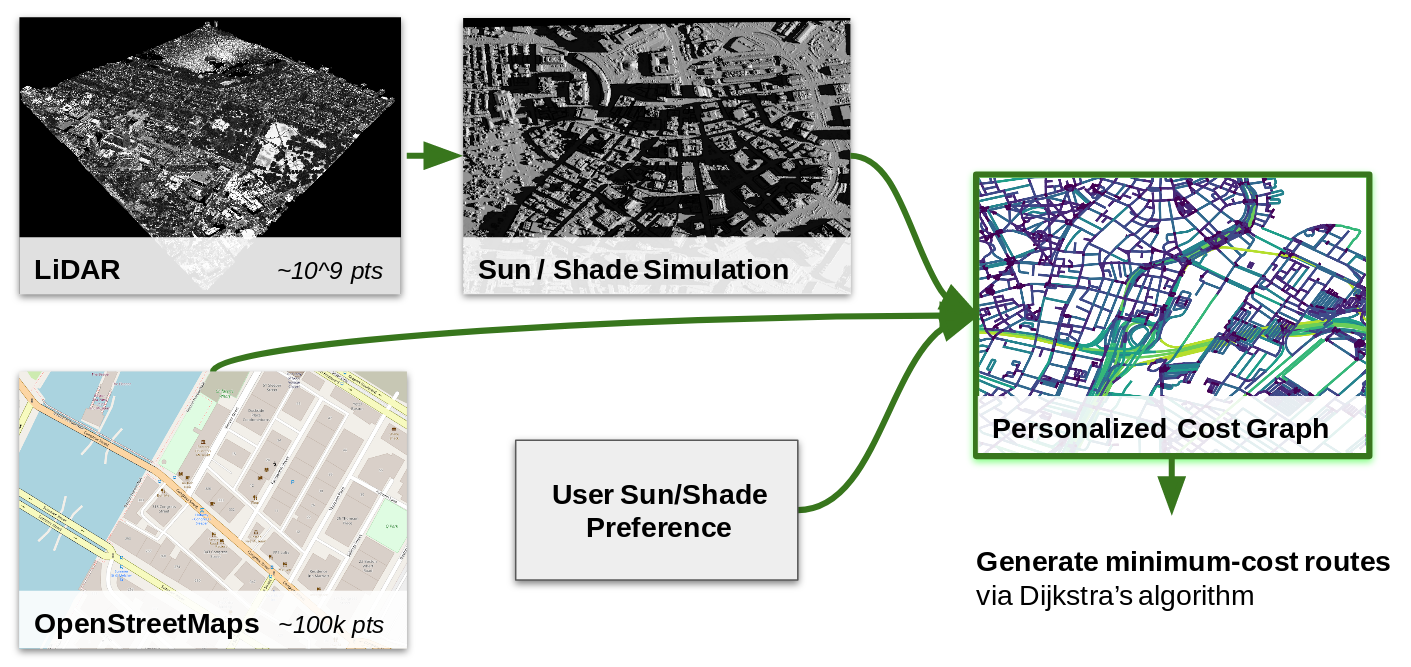 LiDAR ~10^9 pts
Sun / Shade Simulation
Personalized Cost Graph
User Sun/Shade
Preference
Generate minimum-cost routes
via Dijkstra's algorithm
OpenStreetMaps ~100k pts